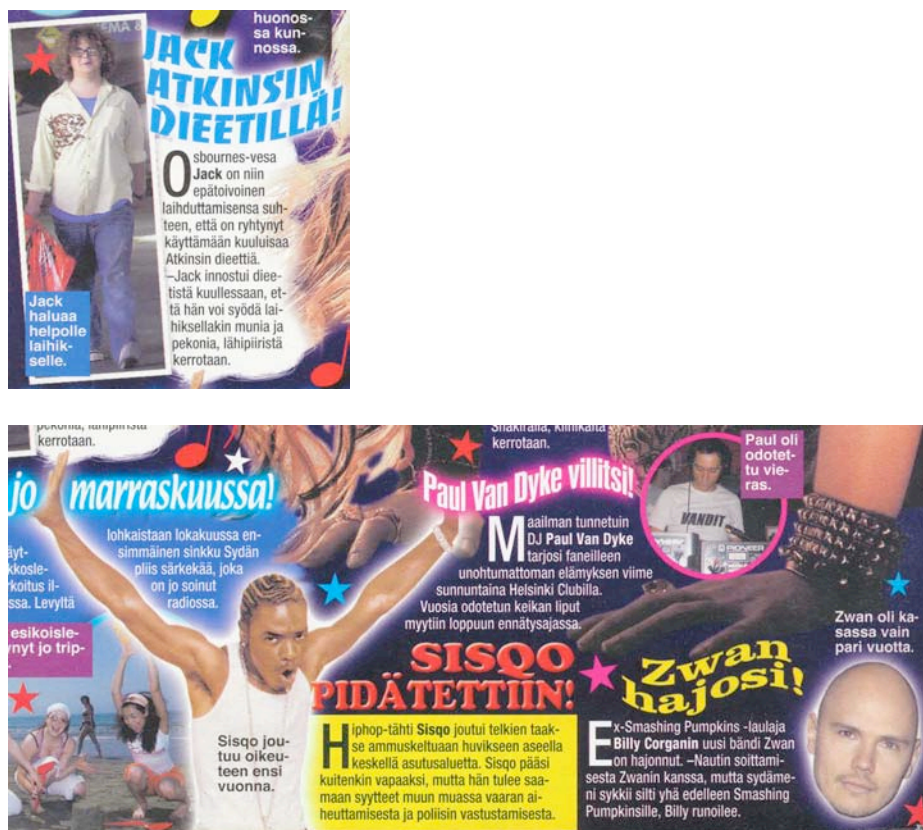 huonos-
sa kun-
nossa.
JACK
ATKINSIN
DIEETILLÄ!
Osbournes-vesa
Jack on niin
epätoivoinen
laihduttamisensa suh-
teen, että on ryhtynyt
käyttämään kuuluisaa
Atkinsin dieettiä.
–Jack innostui diee-
tistä kuullessaan, et-
tä hän voi syödä lai-
hiksellakin munia ja
pekonia, lähipiiristä
kerrotaan.
Jack
haluaa
helpolle
laihik-
selle.
pekonia, lähipiiristä
kerrotaan.
jo marraskuussa!
lohkaistaan lokakuussa en-
simmäinen sinkku Sydän
pliis särkekää, joka
on jo soinut
radiossa.
äyt-
kkosle-
rkoitus il-
ssa. Levyltä
esikoisle-
ynyt jo trip-
Sisqo jou-
tuu oikeu-
teen ensi
vuonna.
Shakiralla, klinikalta
kerrotaan.
Paul Van Dyke villitsi!
Maailman tunnetuin
DJ Paul Van Dyke
tarjosi faneilleen
unohtumattoman elämyksen viime
sunnuntaina Helsinki Clubilla.
Vuosia odotetun keikan liput
myytiin loppuun ennätysajassa.
Paul oli
odotet-
tu vie-
ras.
VANDIT
PIONEER
SISQO
PIDÄTETTIIN!
Hiphop-tähti Sisqo joutui telkien taak-
se ammuskeltuaan huvikseen aseella
keskellä asutusaluetta. Sisqo pääsi
kuitenkin vapaaksi, mutta hän tulee saa-
maan syytteet muun muassa vaaran ai-
heuttamisesta ja poliisin vastustamisesta.
Zwan
hajosi!
Ex-Smashing Pumpkins -laulaja
Billy Corganin uusi bändi Zwan
on hajonnut. –Nautin soittami-
sesta Zwanin kanssa, mutta sydäme-
ni sykkii silti yhä edelleen Smashing
Pumpkinsille, Billy runoilee.
Zwan oli ka-
sassa vain
pari vuotta.